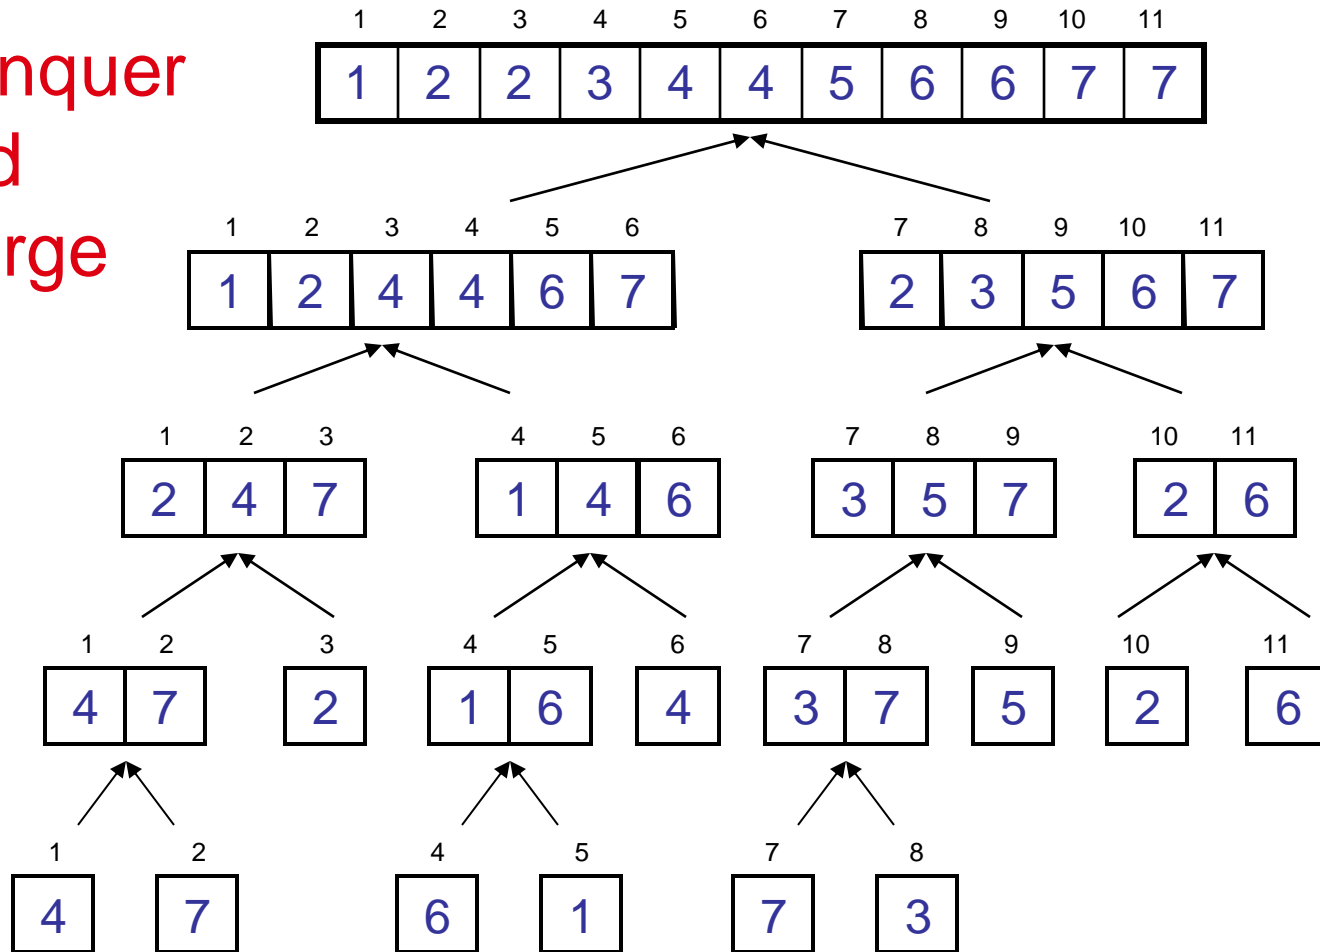 nquer
d
rge
1 2 3 4 5 6 7 8 9 10 11
1 2 2 3 4 4 5 6 6 7 7
1 2 3 4 5 6 7 8 9 10 11
1 2 4 4 6 7 2 3 5 6 7
1 2 3 4 5 6 7 8 9 10 11
2 4 7 1 4 6 3 5 7 2 6
1 2 3 4 5 6 7 8 9 10 11
4 7 2 1 6 4 3 7 5 2 6
1 2 4 5 7 8
4 7 6 1 7 3